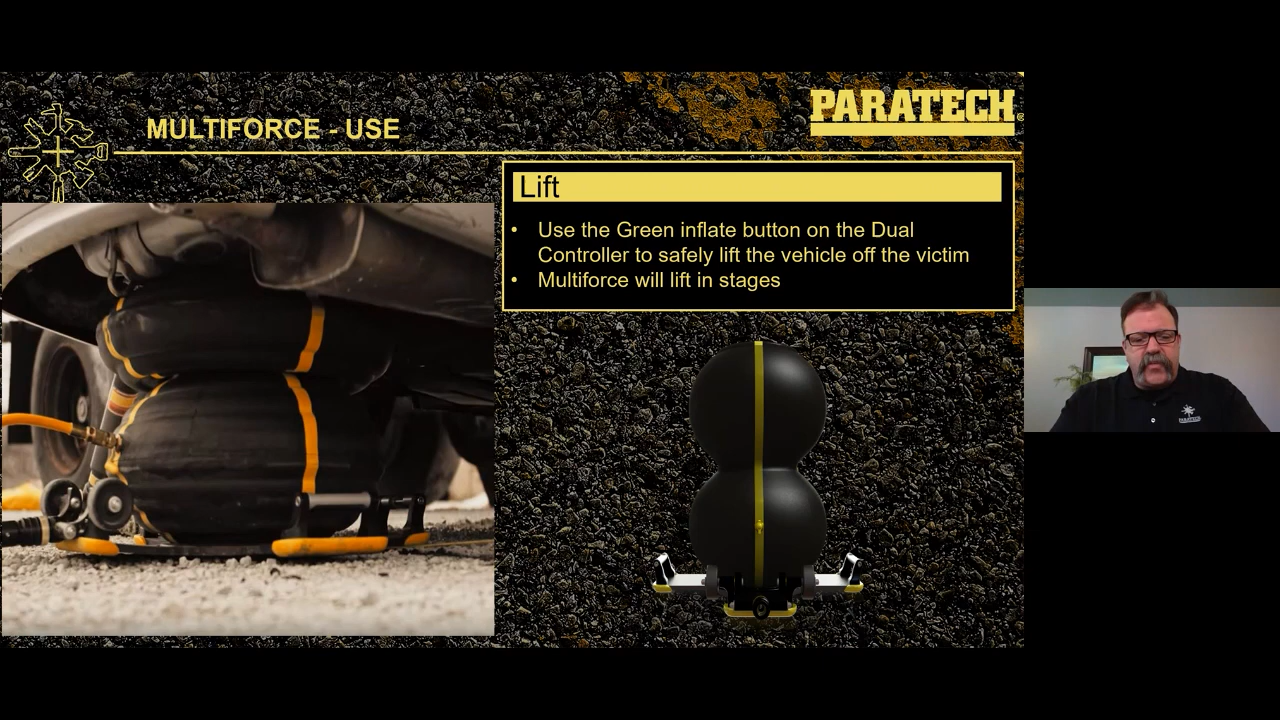 MULTIFORCE - USE
PARATECH
Lift
• Use the Green inflate button on the Dual
Controller to safely lift the vehicle off the victim
• Multiforce will lift in stages
PARATECH